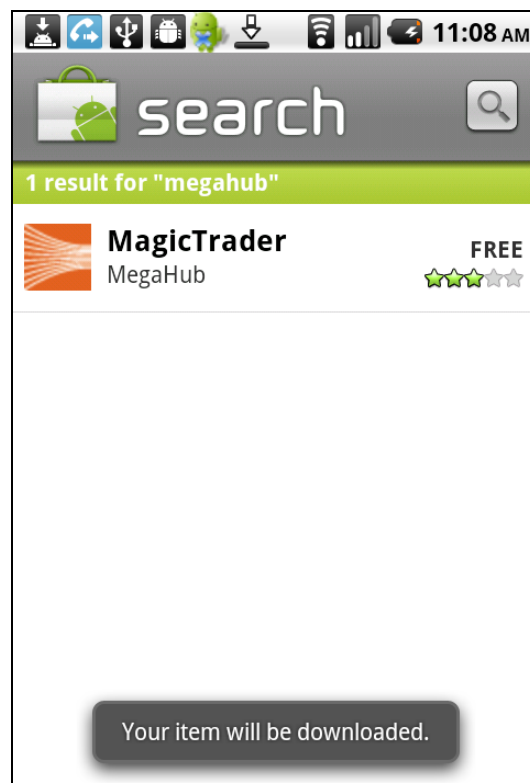 11:08 AM
search
1 result for "megahub"
MagicTrader
FREE
MegaHub
Your item will be downloaded.